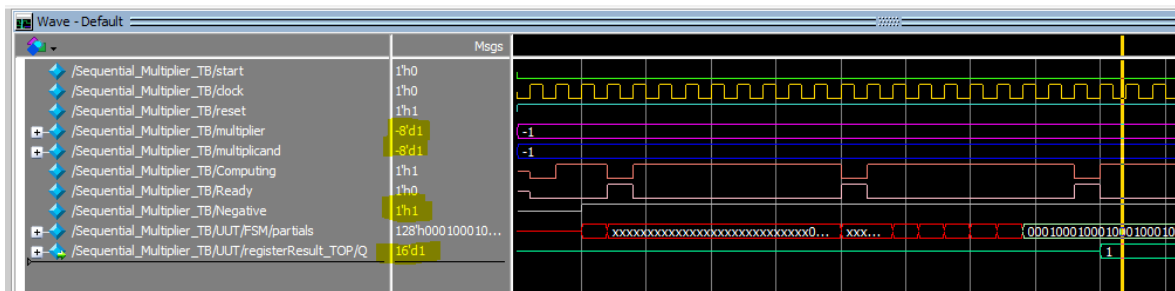 Wave - Default
Msgs
/Sequential_Multiplier_TB/start 1'h0
/Sequential_Multiplier_TB/clock 1'h0
/Sequential_Multiplier_TB/reset 1'h1
/Sequential_Multiplier_TB/multiplier -8'd1 -1
/Sequential_Multiplier_TB/multiplicand -8'd1 -1
/Sequential_Multiplier_TB/Computing 1'h1
/Sequential_Multiplier_TB/Ready 1'h0
/Sequential_Multiplier_TB/Negative 1'h1
/Sequential_Multiplier_TB/UUT/FSM/partials 128'h000100010... xxxxxxxxxxxxxxxxxxxxxxxxxxxx0... xxx...
/Sequential_Multiplier_TB/UUT/registerResult_TOP/Q 16'd1 1